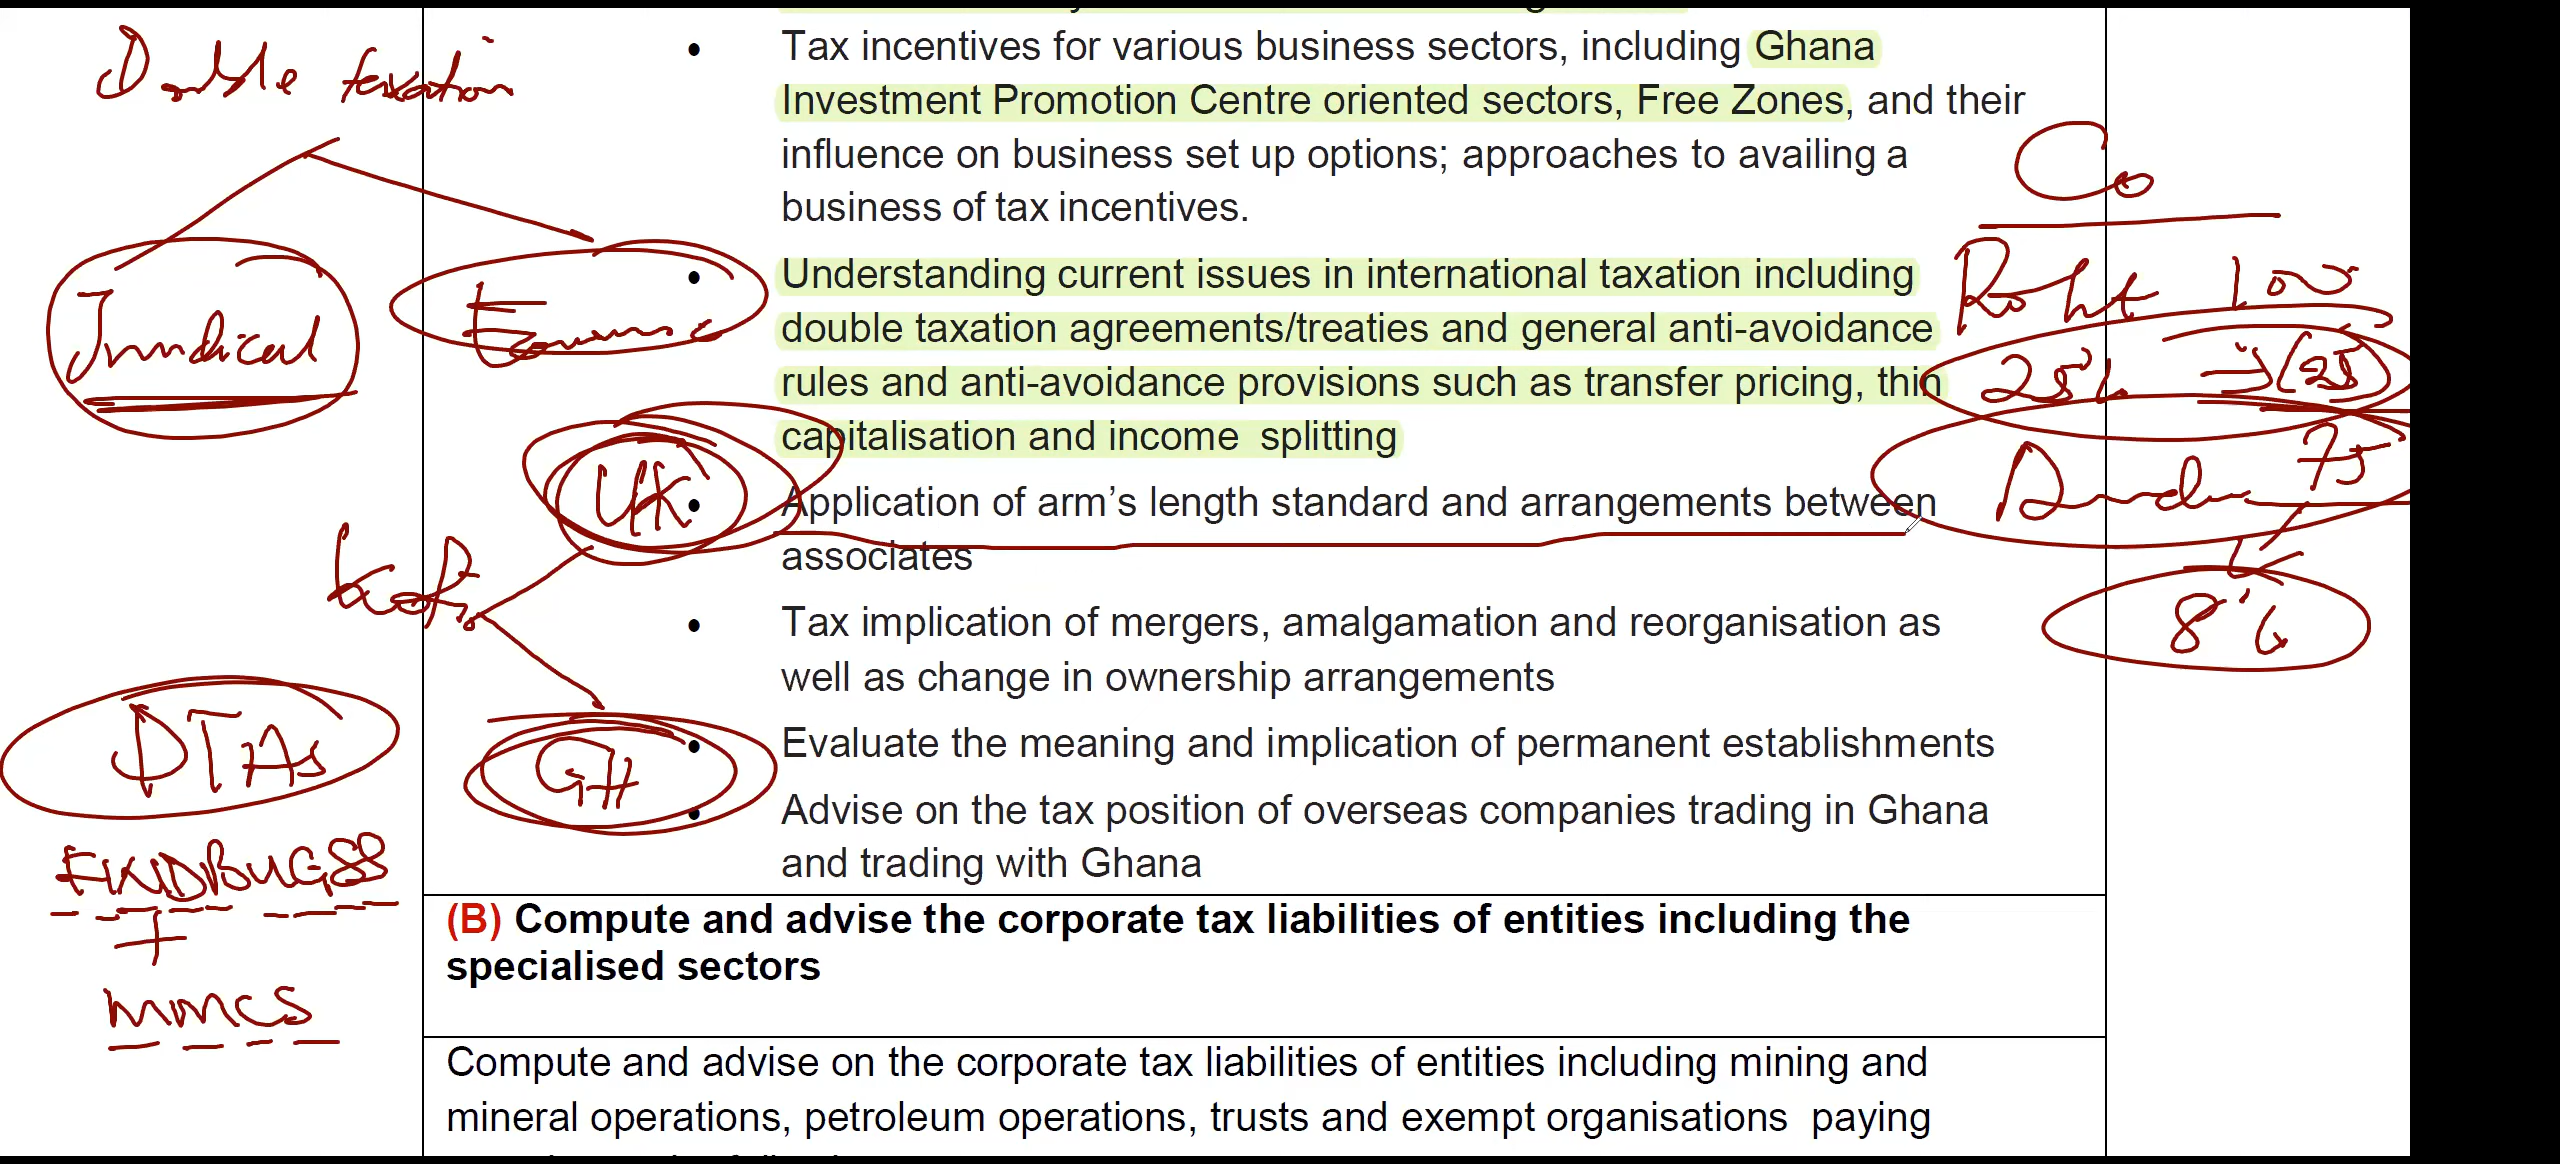 Double taxation
Juridical
Economic
UK
GH
DTAs
FINDBUGSS
+
MMCS
Tax incentives for various business sectors, including Ghana
Investment Promotion Centre oriented sectors, Free Zones, and their
influence on business set up options; approaches to availing a
business of tax incentives.
Understanding current issues in international taxation including
double taxation agreements/treaties and general anti-avoidance
rules and anti-avoidance provisions such as transfer pricing, thin
capitalisation and income splitting
Application of arm’s length standard and arrangements between
associates
Tax implication of mergers, amalgamation and reorganisation as
well as change in ownership arrangements
Evaluate the meaning and implication of permanent establishments
Advise on the tax position of overseas companies trading in Ghana
and trading with Ghana
(B) Compute and advise the corporate tax liabilities of entities including the
specialised sectors
Compute and advise on the corporate tax liabilities of entities including mining and
mineral operations, petroleum operations, trusts and exempt organisations paying
Co
Profit 100
25% (25)
75
8%